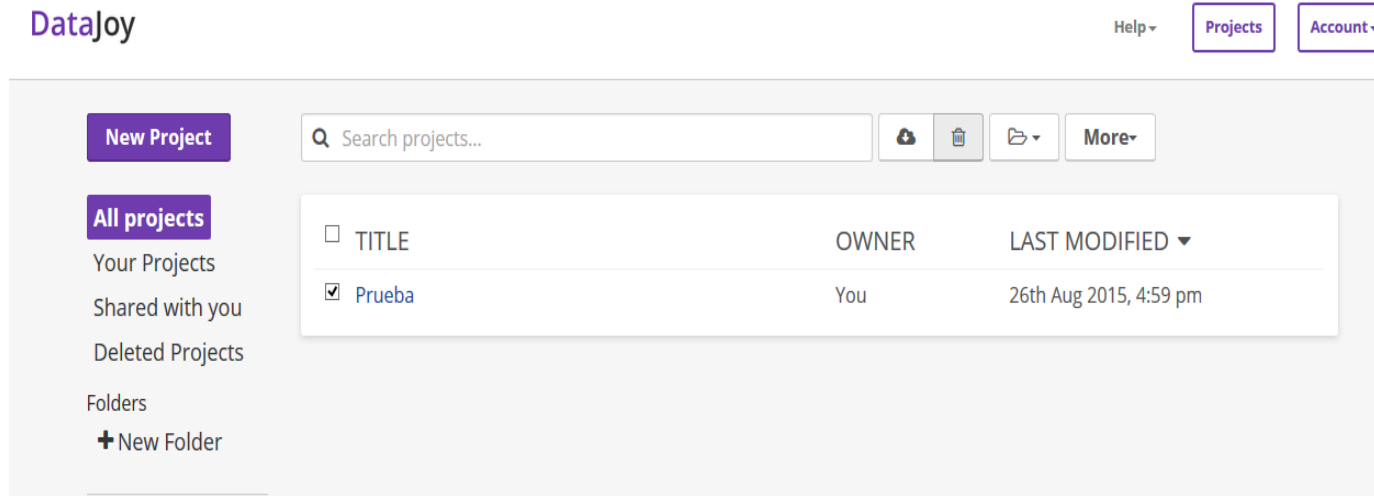 DataJoy
Help
Projects
Account
New Project
Search projects...
More
All projects
Your Projects
Shared with you
Deleted Projects
Folders
New Folder
TITLE OWNER LAST MODIFIED
Prueba You 26th Aug 2015, 4:59 pm